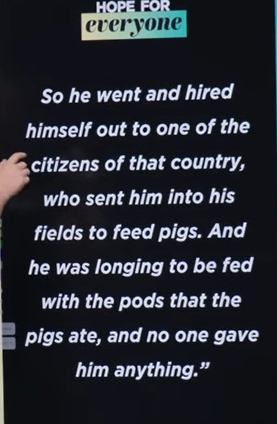 HOPE FOR
everyone
So he went and hired
himself out to one of the
citizens of that country,
who sent him into his
fields to feed pigs. And
he was longing to be fed
with the pods that the
pigs ate, and no one gave
him anything.”